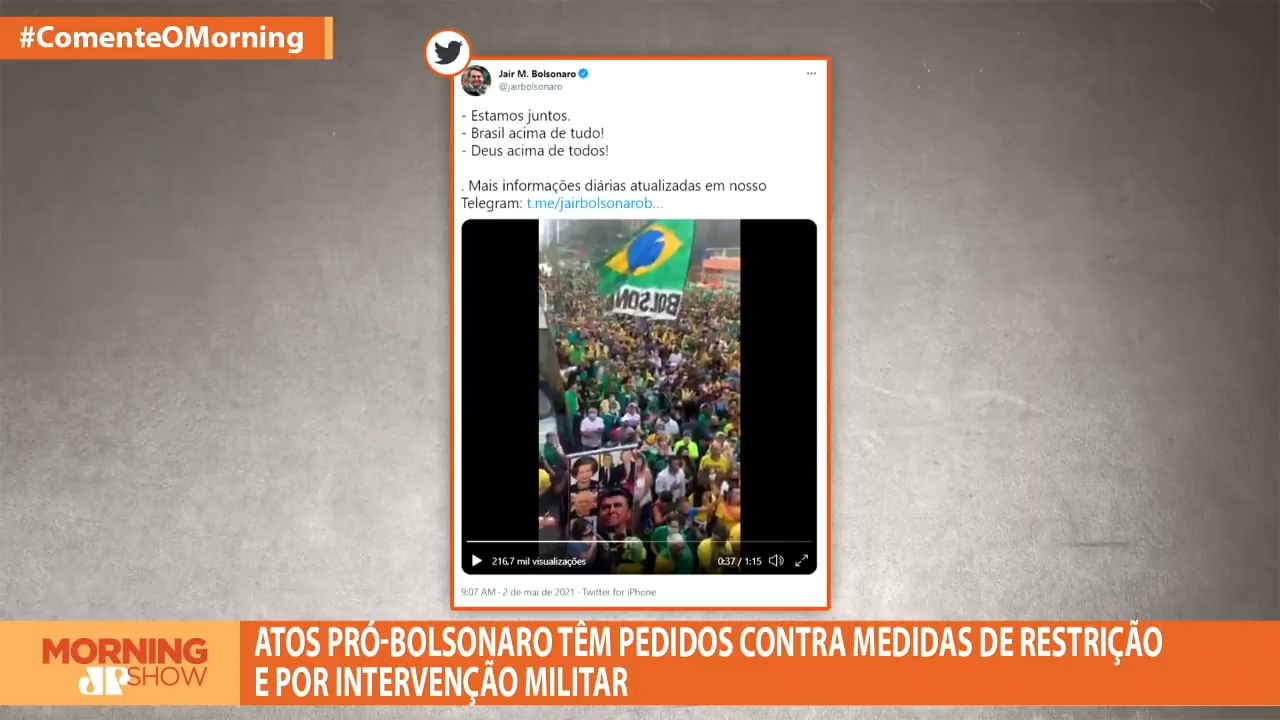 #ComenteOMorning
Jair M. Bolsonaro
@jairbolsonaro
- Estamos juntos.
- Brasil acima de tudo!
- Deus acima de todos!
. Mais informações diárias atualizadas em nosso
Telegram: t.me/jairbolsonarob...
BOLSON
216,7 mil visualizações
0:37 / 1:15
9:07 AM · 2 de mai de 2021 · Twitter for iPhone
MORNING
JP SHOW
ATOS PRÓ-BOLSONARO TÊM PEDIDOS CONTRA MEDIDAS DE RESTRIÇÃO
E POR INTERVENÇÃO MILITAR